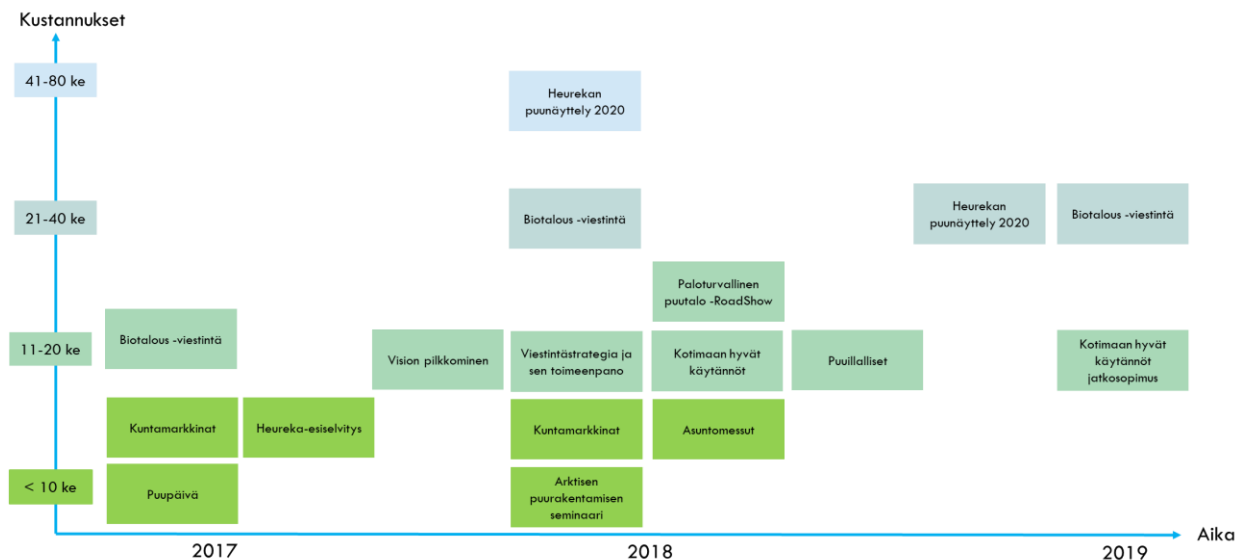 Kustannukset
41-80 ke
Heurekan
puunäyttely 2020
21-40 ke
Biotalous -viestintä
Heurekan
puunäyttely 2020
Biotalous -viestintä
Paloturvallinen
puutalo -RoadShow
11-20 ke
Biotalous -viestintä
Vision pilkkominen
Viestintästrategia ja
sen toimeenpano
Kotimaan hyvät
käytännöt
Puuillalliset
Kotimaan hyvät
käytännöt
jatkosopimus
Kuntamarkkinat
Heureka-esiselvitys
Kuntamarkkinat
Asuntomessut
< 10 ke
Puupäivä
Arktisen
puurakentamisen
seminaari
Aika
2017
2018
2019